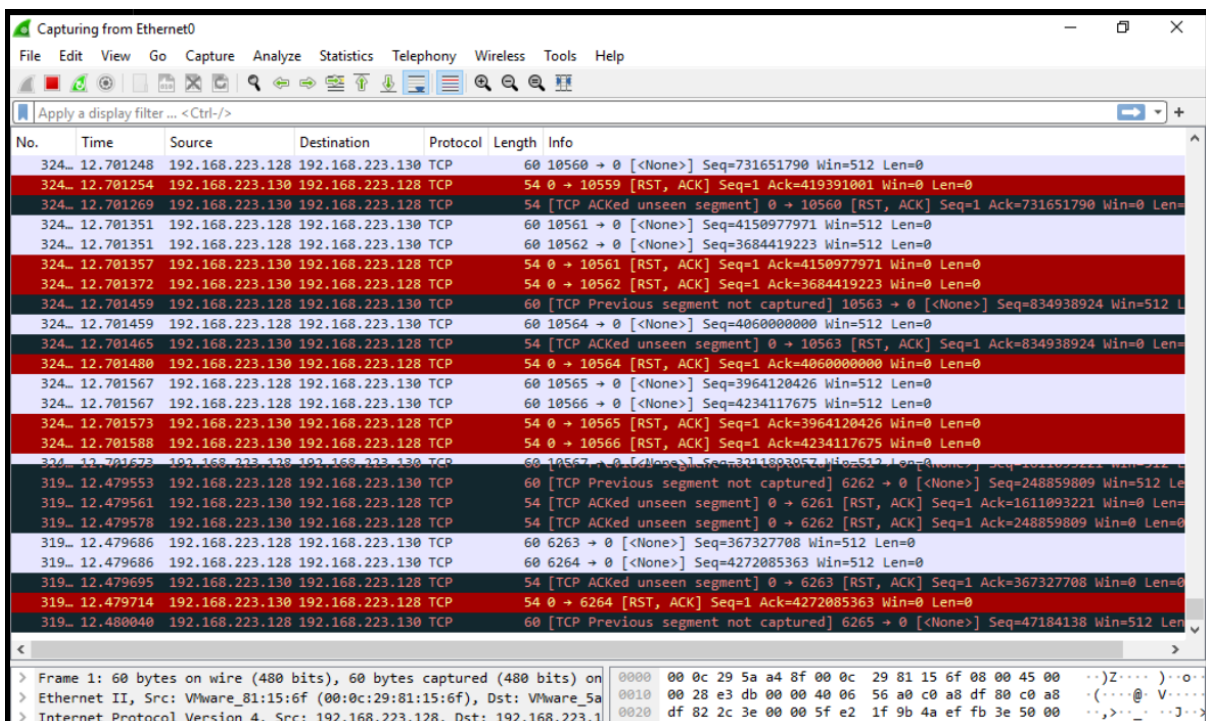 Capturing from Ethernet0
File Edit View Go Capture Analyze Statistics Telephony Wireless Tools Help
Apply a display filter ... <Ctrl-/>
No. Time Source Destination Protocol Length Info
324… 12.701248 192.168.223.128 192.168.223.130 TCP 60 10560 → 0 [<None>] Seq=731651790 Win=512 Len=0
324… 12.701254 192.168.223.130 192.168.223.128 TCP 54 0 → 10559 [RST, ACK] Seq=1 Ack=419391001 Win=0 Len=0
324… 12.701269 192.168.223.130 192.168.223.128 TCP 54 [TCP ACKed unseen segment] 0 → 10560 [RST, ACK] Seq=1 Ack=731651790 Win=0 Len=
324… 12.701351 192.168.223.128 192.168.223.130 TCP 60 10561 → 0 [<None>] Seq=4150977971 Win=512 Len=0
324… 12.701351 192.168.223.128 192.168.223.130 TCP 60 10562 → 0 [<None>] Seq=3684419223 Win=512 Len=0
324… 12.701357 192.168.223.130 192.168.223.128 TCP 54 0 → 10561 [RST, ACK] Seq=1 Ack=4150977971 Win=0 Len=0
324… 12.701372 192.168.223.130 192.168.223.128 TCP 54 0 → 10562 [RST, ACK] Seq=1 Ack=3684419223 Win=0 Len=0
324… 12.701459 192.168.223.128 192.168.223.130 TCP 60 [TCP Previous segment not captured] 10563 → 0 [<None>] Seq=834938924 Win=512 L
324… 12.701459 192.168.223.128 192.168.223.130 TCP 60 10564 → 0 [<None>] Seq=4060000000 Win=512 Len=0
324… 12.701465 192.168.223.130 192.168.223.128 TCP 54 [TCP ACKed unseen segment] 0 → 10563 [RST, ACK] Seq=1 Ack=834938924 Win=0 Len=
324… 12.701480 192.168.223.130 192.168.223.128 TCP 54 0 → 10564 [RST, ACK] Seq=1 Ack=4060000000 Win=0 Len=0
324… 12.701567 192.168.223.128 192.168.223.130 TCP 60 10565 → 0 [<None>] Seq=3964120426 Win=512 Len=0
324… 12.701567 192.168.223.128 192.168.223.130 TCP 60 10566 → 0 [<None>] Seq=4234117675 Win=512 Len=0
324… 12.701573 192.168.223.130 192.168.223.128 TCP 54 0 → 10565 [RST, ACK] Seq=1 Ack=3964120426 Win=0 Len=0
324… 12.701588 192.168.223.130 192.168.223.128 TCP 54 0 → 10566 [RST, ACK] Seq=1 Ack=4234117675 Win=0 Len=0
192.168.223.128 192.168.223.130 TCP 60
319… 12.479553 192.168.223.128 192.168.223.130 TCP 60 [TCP Previous segment not captured] 6262 → 0 [<None>] Seq=248859809 Win=512 Le
319… 12.479561 192.168.223.130 192.168.223.128 TCP 54 [TCP ACKed unseen segment] 0 → 6261 [RST, ACK] Seq=1 Ack=1611093221 Win=0 Len=
319… 12.479578 192.168.223.130 192.168.223.128 TCP 54 [TCP ACKed unseen segment] 0 → 6262 [RST, ACK] Seq=1 Ack=248859809 Win=0 Len=0
319… 12.479686 192.168.223.128 192.168.223.130 TCP 60 6263 → 0 [<None>] Seq=367327708 Win=512 Len=0
319… 12.479686 192.168.223.128 192.168.223.130 TCP 60 6264 → 0 [<None>] Seq=4272085363 Win=512 Len=0
319… 12.479695 192.168.223.130 192.168.223.128 TCP 54 [TCP ACKed unseen segment] 0 → 6263 [RST, ACK] Seq=1 Ack=367327708 Win=0 Len=0
319… 12.479714 192.168.223.130 192.168.223.128 TCP 54 0 → 6264 [RST, ACK] Seq=1 Ack=4272085363 Win=0 Len=0
319… 12.480040 192.168.223.128 192.168.223.130 TCP 60 [TCP Previous segment not captured] 6265 → 0 [<None>] Seq=47184138 Win=512 Len
> Frame 1: 60 bytes on wire (480 bits), 60 bytes captured (480 bits) on
> Ethernet II, Src: VMware_81:15:6f (00:0c:29:81:15:6f), Dst: VMware_5a
> Internet Protocol Version 4, Src: 192.168.223.128, Dst: 192.168.223.1
0000 00 0c 29 5a a4 8f 00 0c 29 81 15 6f 08 00 45 00 ··)Z···· )··o··E·
0010 00 28 e3 db 00 00 40 06 56 a0 c0 a8 df 80 c0 a8 ·(····@· V·······
0020 df 82 2c 3e 00 00 5f e2 1f 9b 4a ef fb 3e 50 00 ··,>··_· ··J··>P·